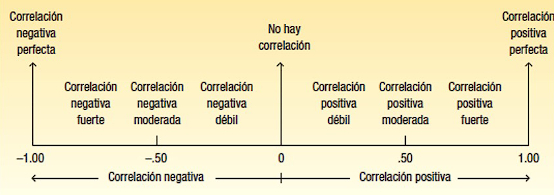 Correlación
negativa
perfecta
No hay
correlación
Correlación
positiva
perfecta
Correlación
negativa
fuerte
Correlación
negativa
moderada
Correlación
negativa
débil
Correlación
positiva
débil
Correlación
positiva
moderada
Correlación
positiva
fuerte
–1.00
–.50
0
.50
1.00
Correlación negativa
Correlación positiva